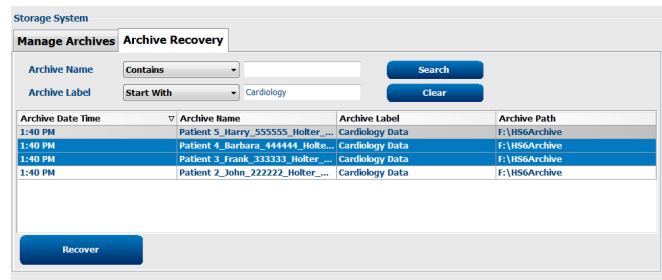 Storage System
Manage Archives Archive Recovery
Archive Name Contains Search
Archive Label Start With Cardiology Clear
Archive Date Time Archive Name Archive Label Archive Path
1:40 PM Patient 5_Harry_555555_Holter_... Cardiology Data F:\HS6Archive
1:40 PM Patient 4_Barbara_444444_Holte... Cardiology Data F:\HS6Archive
1:40 PM Patient 3_Frank_333333_Holter_... Cardiology Data F:\HS6Archive
1:40 PM Patient 2_John_222222_Holter_... Cardiology Data F:\HS6Archive
Recover